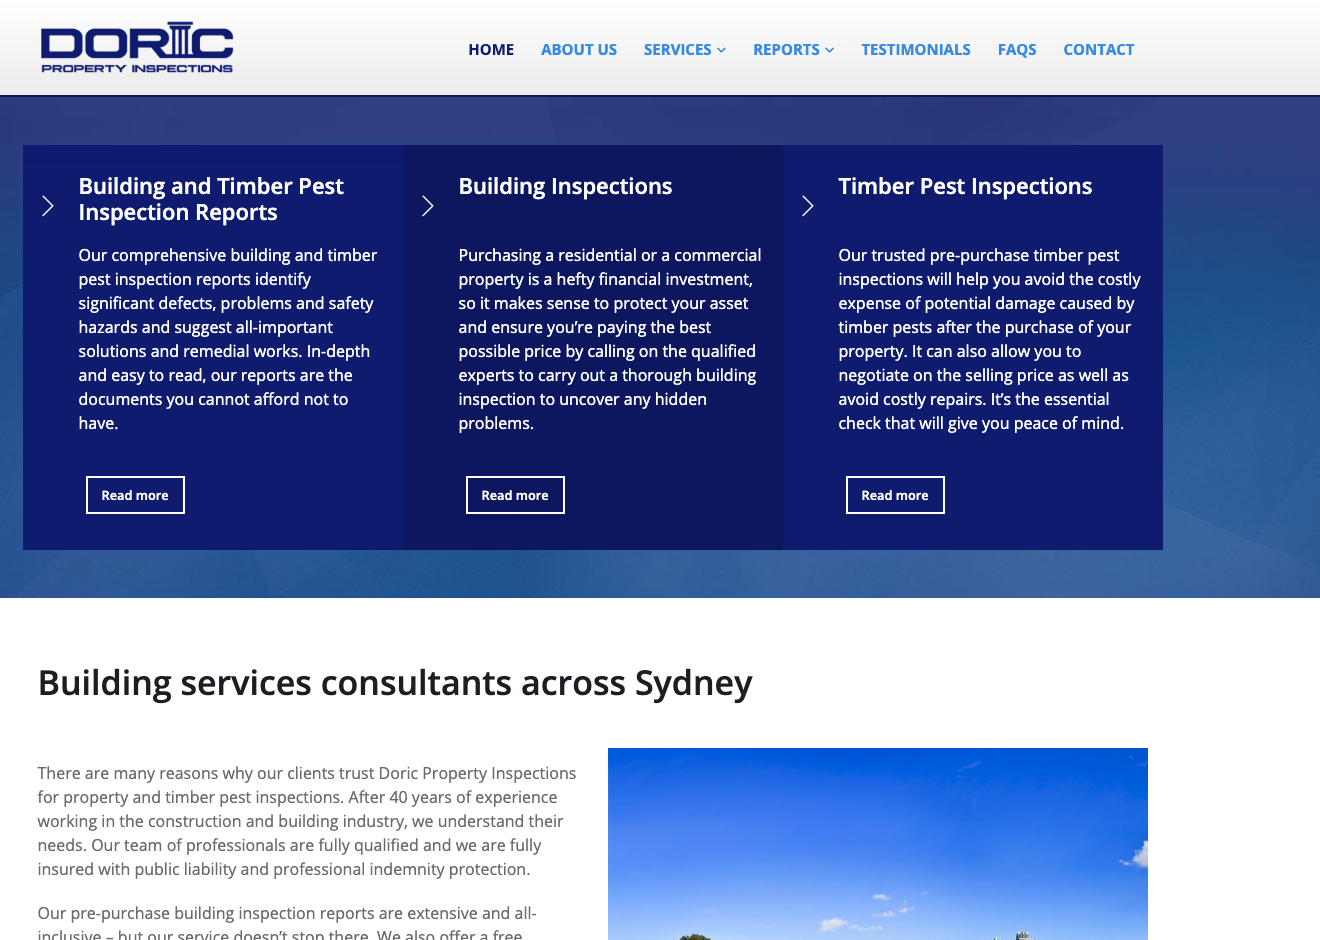 DORIC
PROPERTY INSPECTIONS
HOME ABOUT US SERVICES REPORTS TESTIMONIALS FAQS CONTACT
Building and Timber Pest
Inspection Reports
Our comprehensive building and timber
pest inspection reports identify
significant defects, problems and safety
hazards and suggest all-important
solutions and remedial works. In-depth
and easy to read, our reports are the
documents you cannot afford not to
have.
Read more
Building Inspections
Purchasing a residential or a commercial
property is a hefty financial investment,
so it makes sense to protect your asset
and ensure you’re paying the best
possible price by calling on the qualified
experts to carry out a thorough building
inspection to uncover any hidden
problems.
Read more
Timber Pest Inspections
Our trusted pre-purchase timber pest
inspections will help you avoid the costly
expense of potential damage caused by
timber pests after the purchase of your
property. It can also allow you to
negotiate on the selling price as well as
avoid costly repairs. It’s the essential
check that will give you peace of mind.
Read more
Building services consultants across Sydney
There are many reasons why our clients trust Doric Property Inspections
for property and timber pest inspections. After 40 years of experience
working in the construction and building industry, we understand their
needs. Our team of professionals are fully qualified and we are fully
insured with public liability and professional indemnity protection.
Our pre-purchase building inspection reports are extensive and all-
inclusive – but our service doesn’t stop there. We also offer a free